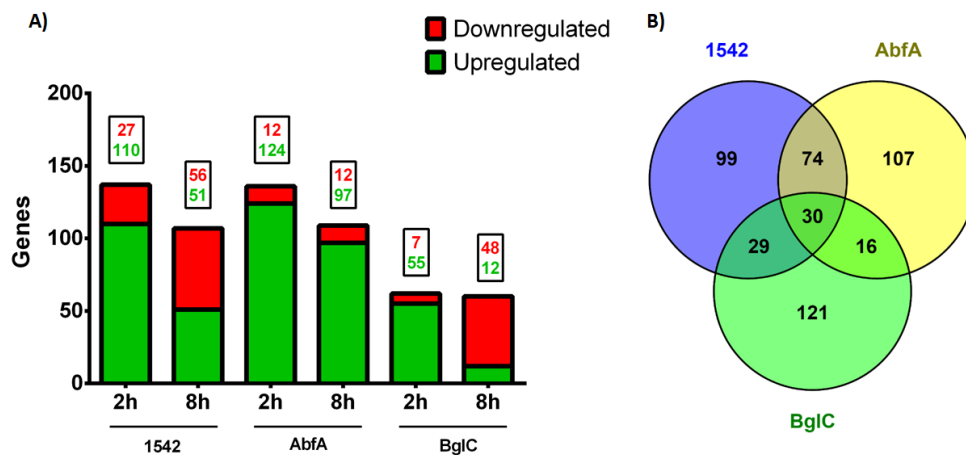 A)
Downregulated
Upregulated
Genes
200
150
100
50
0
27
110
56
51
12
124
12
97
7
55
48
12
2h
8h
2h
8h
2h
8h
1542
AbfA
BglC
B)
1542
AbfA
99
74
107
30
29
16
121
BglC